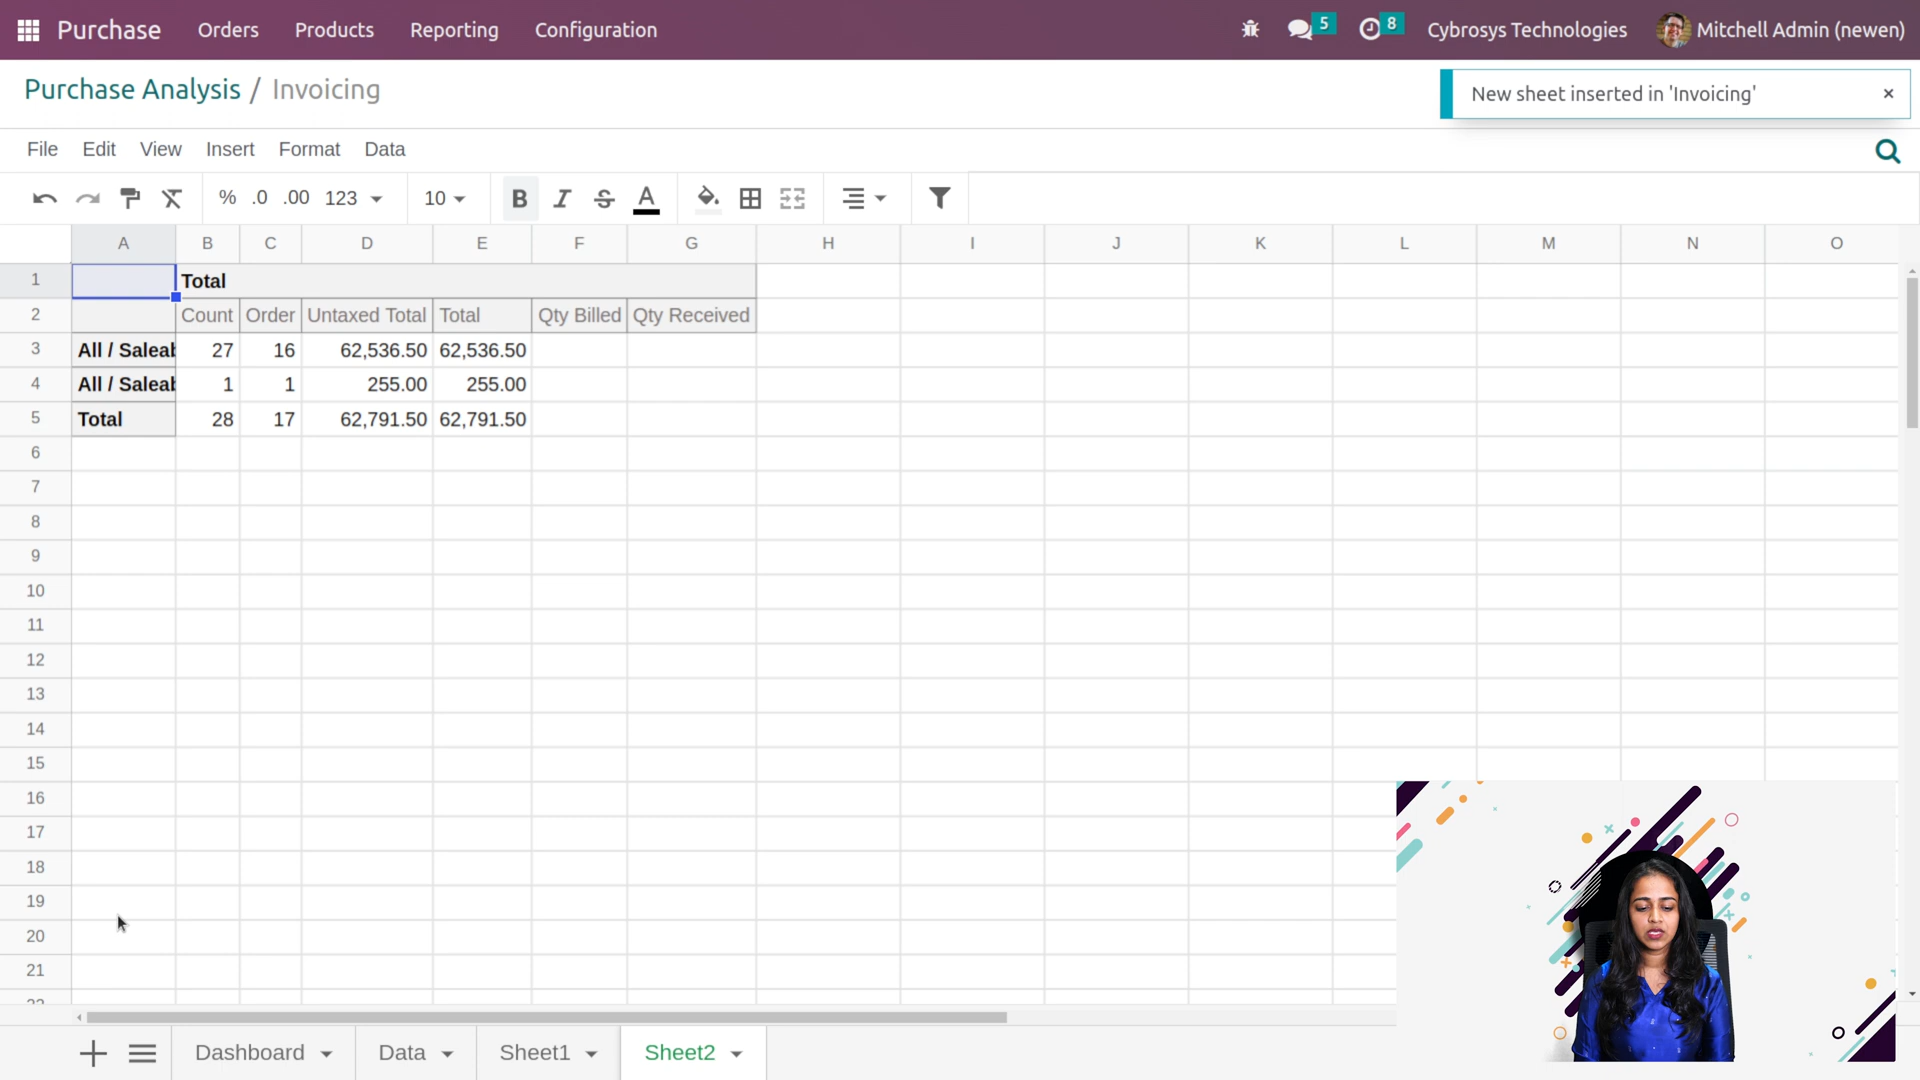 Purchase Orders Products Reporting Configuration 5 8 Cybrosys Technologies Mitchell Admin (newen)
Purchase Analysis / Invoicing
New sheet inserted in 'Invoicing' ×
File Edit View Insert Format Data
% .0 .00 123 10 B I S A
A B C D E F G H I J K L M N O
1 Total
2 Count Order Untaxed Total Total Qty Billed Qty Received
3 All / Saleab 27 16 62,536.50 62,536.50
4 All / Saleab 1 1 255.00 255.00
5 Total 28 17 62,791.50 62,791.50
6
7
8
9
10
11
12
13
14
15
16
17
18
19
20
21
Dashboard Data Sheet1 Sheet2